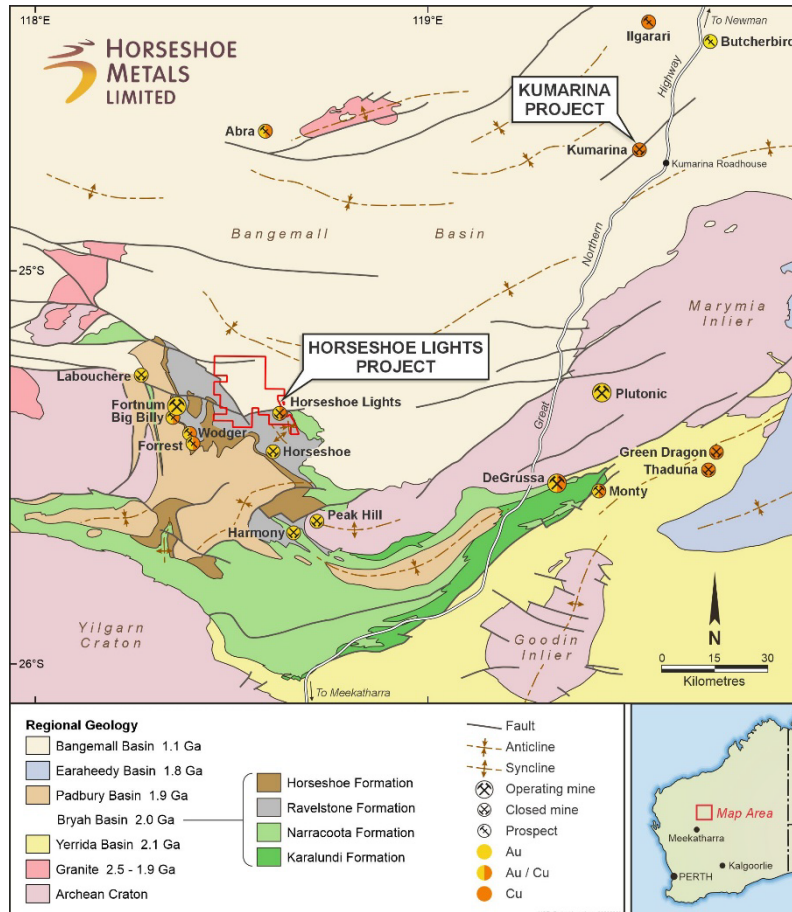 118°E
119°E
To Newman
HORSESHOE
METALS
LIMITED
Ilgarari
Butcherbird
Highway
KUMARINA
PROJECT
Abra
Kumarina
Kumarina Roadhouse
Bangemall Basin
Northern
25°S
Marymia
Inlier
HORSESHOE LIGHTS
PROJECT
Labouchere
Plutonic
Fortnum
Horseshoe Lights
Big Billy
Great
Wodger
Forrest
Horseshoe
Green Dragon
Thaduna
DeGrussa
Monty
Peak Hill
Harmony
Yilgarn
Craton
Goodin
Inlier
N
26°S
0 15 30
Kilometres
To Meekatharra
Regional Geology
Bangemall Basin 1.1 Ga
Earaheedy Basin 1.8 Ga
Padbury Basin 1.9 Ga
Bryah Basin 2.0 Ga
Yerrida Basin 2.1 Ga
Granite 2.5 - 1.9 Ga
Archean Craton
Horseshoe Formation
Ravelstone Formation
Narracoota Formation
Karalundi Formation
Fault
Anticline
Syncline
Operating mine
Closed mine
Prospect
Au
Au / Cu
Cu
Map Area
Meekatharra
Kalgoorlie
PERTH